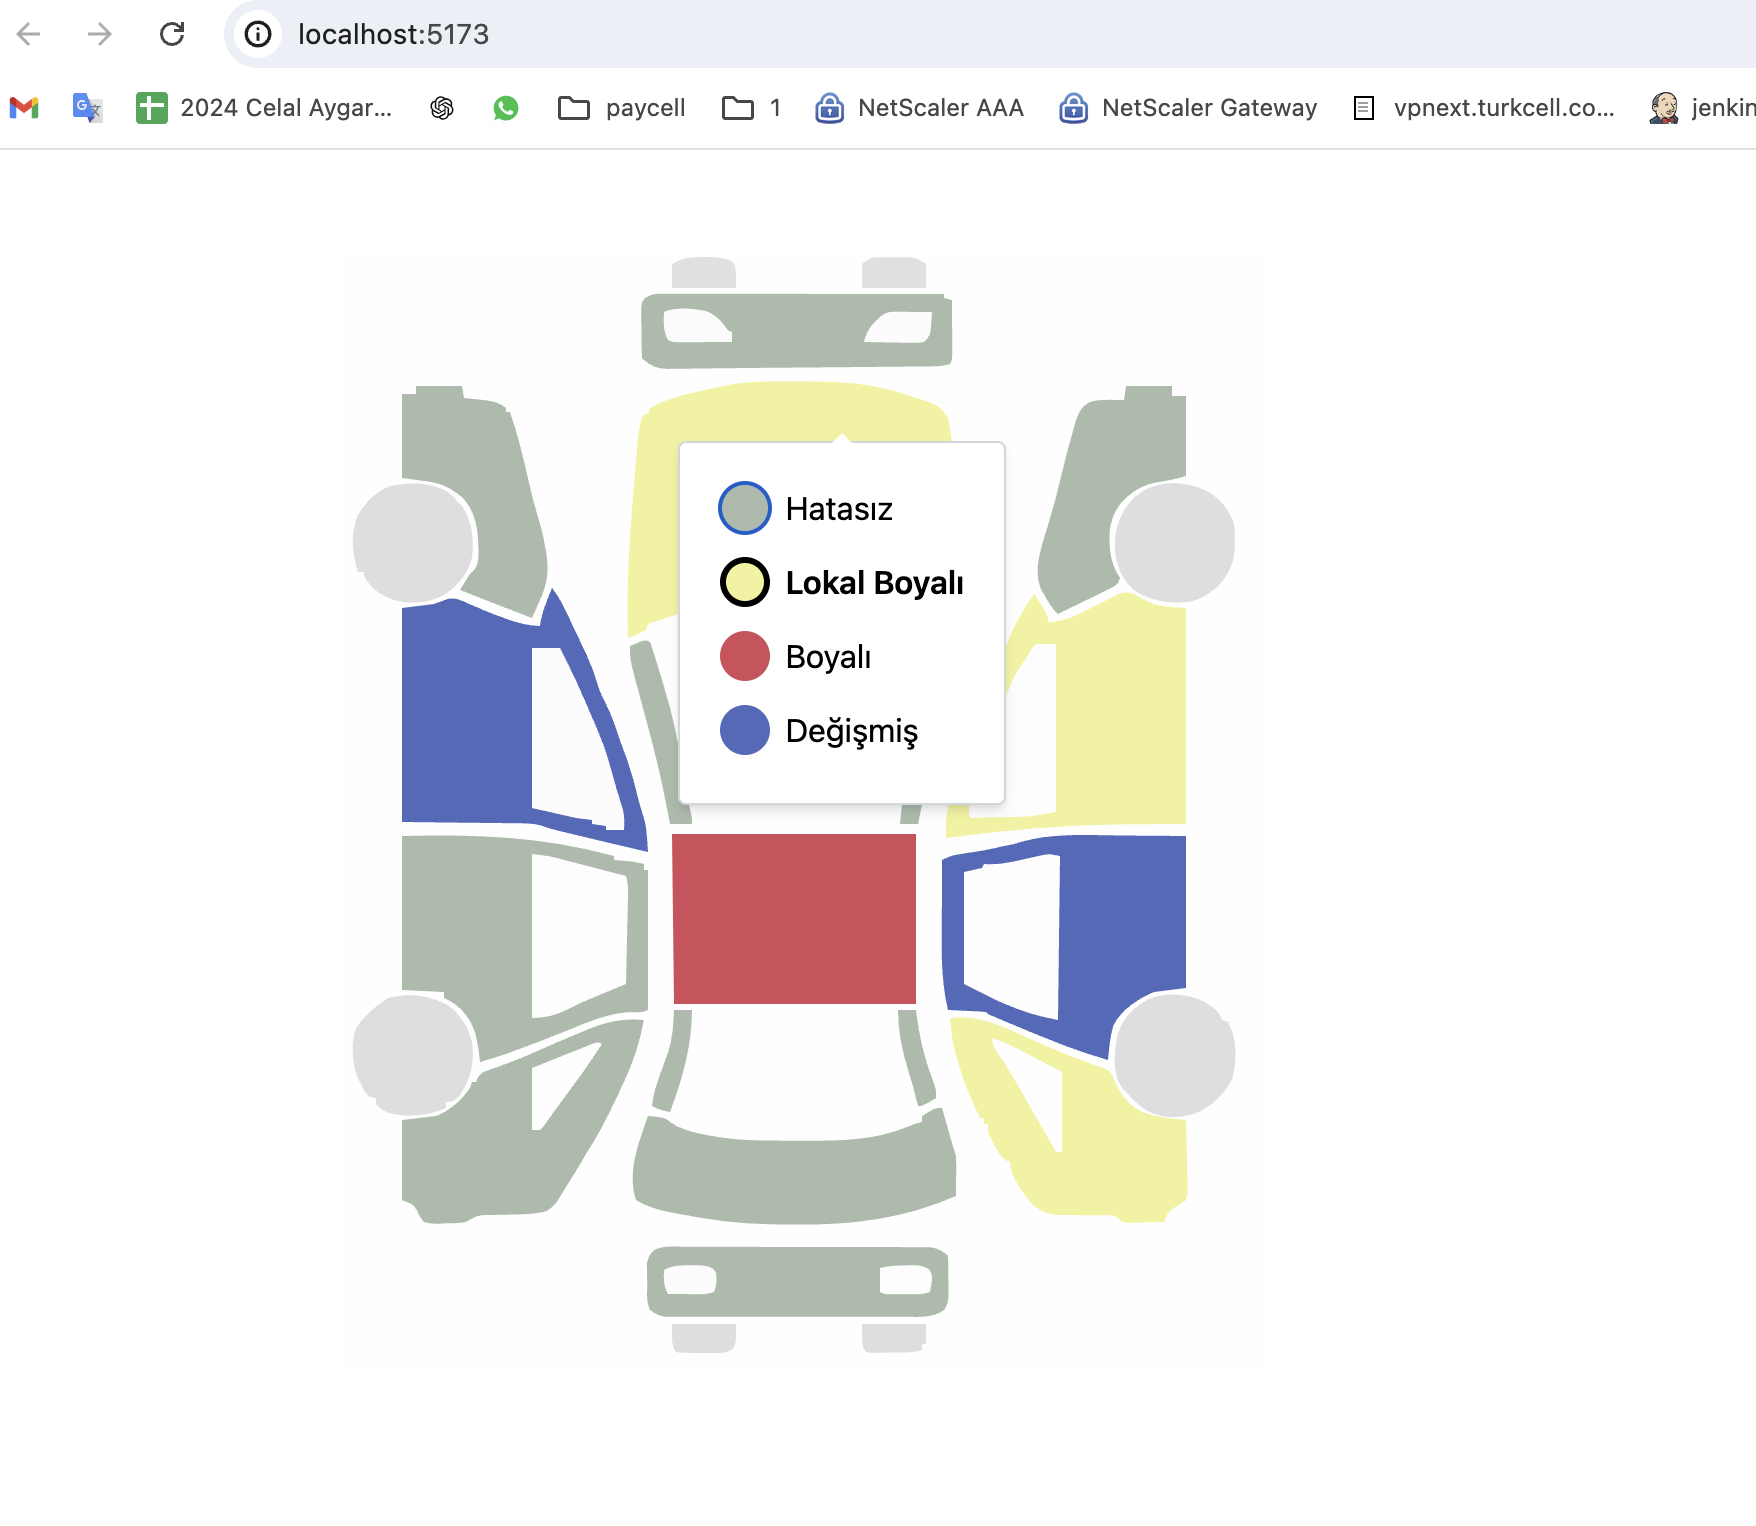 localhost:5173
2024 Celal Aygar... paycell 1 NetScaler AAA NetScaler Gateway vpnext.turkcell.co... jenkin
Hatasız
Lokal Boyalı
Boyalı
Değişmiş